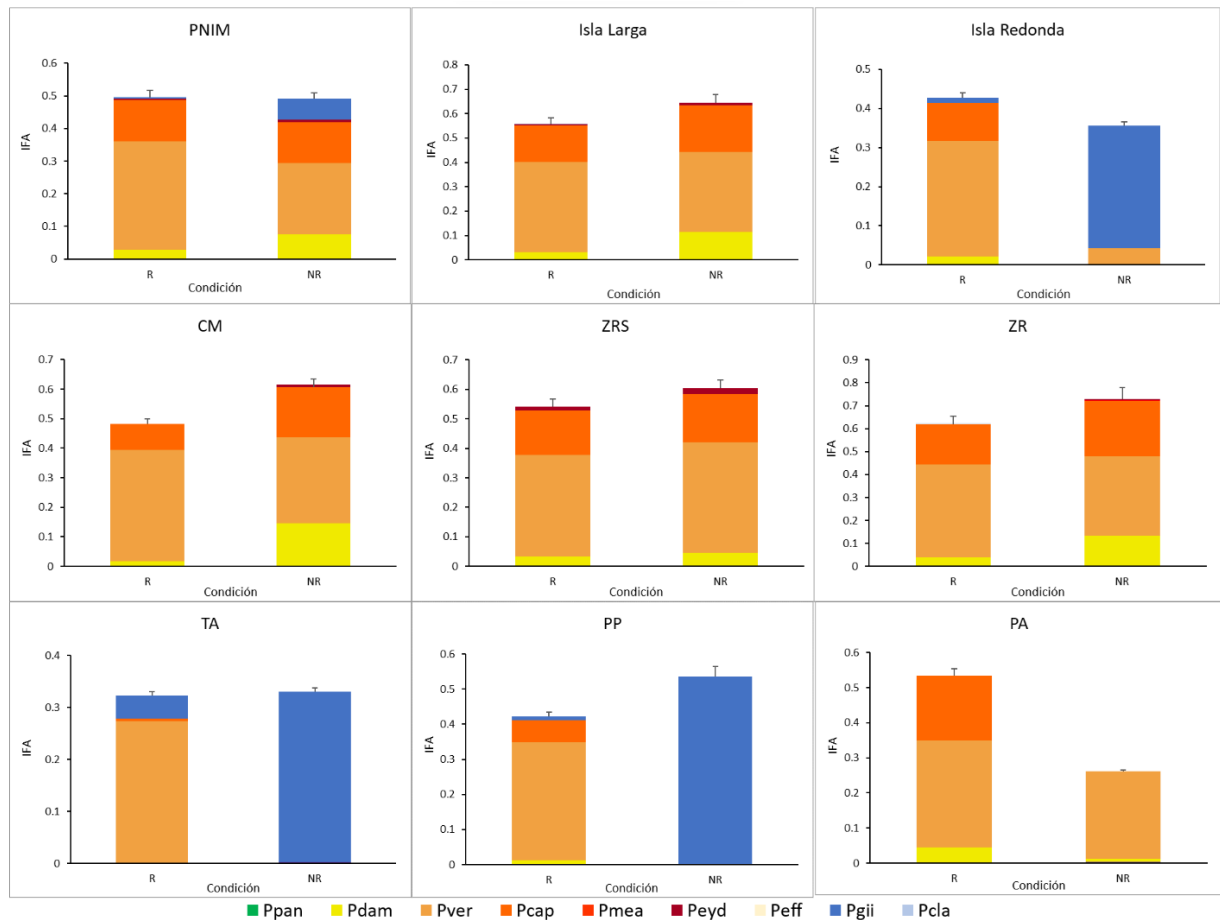 PNIM
0.6
0.5
0.4
0.3
0.2
0.1
0
IFA
R
NR
Condición
Isla Larga
0.8
0.7
0.6
0.5
0.4
0.3
0.2
0.1
0
IFA
R
NR
Condición
Isla Redonda
0.5
0.4
0.3
0.2
0.1
0
IFA
R
NR
Condición
CM
0.7
0.6
0.5
0.4
0.3
0.2
0.1
0
IFA
R
NR
Condición
ZRS
0.7
0.6
0.5
0.4
0.3
0.2
0.1
0
IFA
R
NR
Condición
ZR
0.9
0.8
0.7
0.6
0.5
0.4
0.3
0.2
0.1
0
IFA
R
NR
Condición
TA
0.4
0.3
0.2
0.1
0
IFA
R
NR
Condición
PP
0.6
0.5
0.4
0.3
0.2
0.1
0
IFA
R
NR
Condición
PA
0.6
0.5
0.4
0.3
0.2
0.1
0
IFA
R
NR
Condición
Ppan Pdam Pver Pcap Pmea Peyd Peff Pgii Pcla